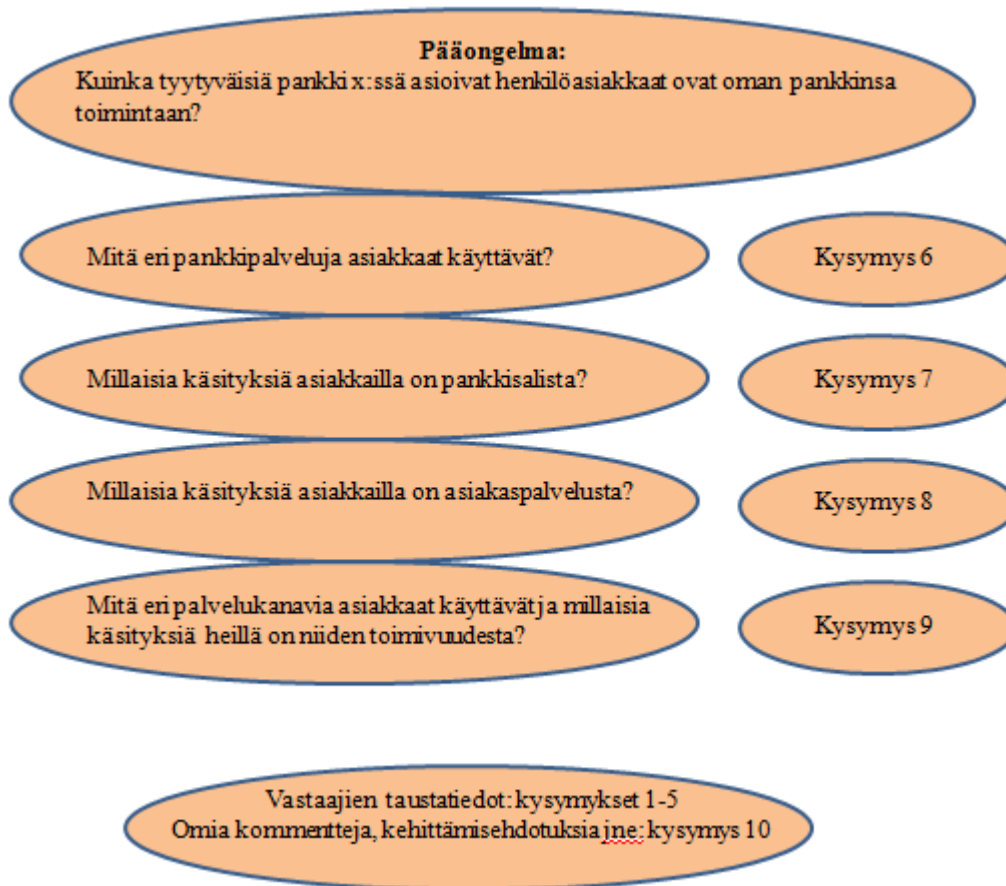 Pääongelma:
Kuinka tyytyväisiä pankki x:ssä asioivat henkilöasiakkaat ovat oman pankkinsa
toimintaan?
Mitä eri pankkipalveluja asiakkaat käyttävät?
Kysymys 6
Millaisia käsityksiä asiakkailla on pankkisalista?
Kysymys 7
Millaisia käsityksiä asiakkailla on asiakaspalvelusta?
Kysymys 8
Mitä eri palvelukanavia asiakkaat käyttävät ja millaisia
käsityksiä heillä on niiden toimivuudesta?
Kysymys 9
Vastaajien taustatiedot: kysymykset 1-5
Omia kommentteja, kehittämisehdotuksia jne: kysymys 10